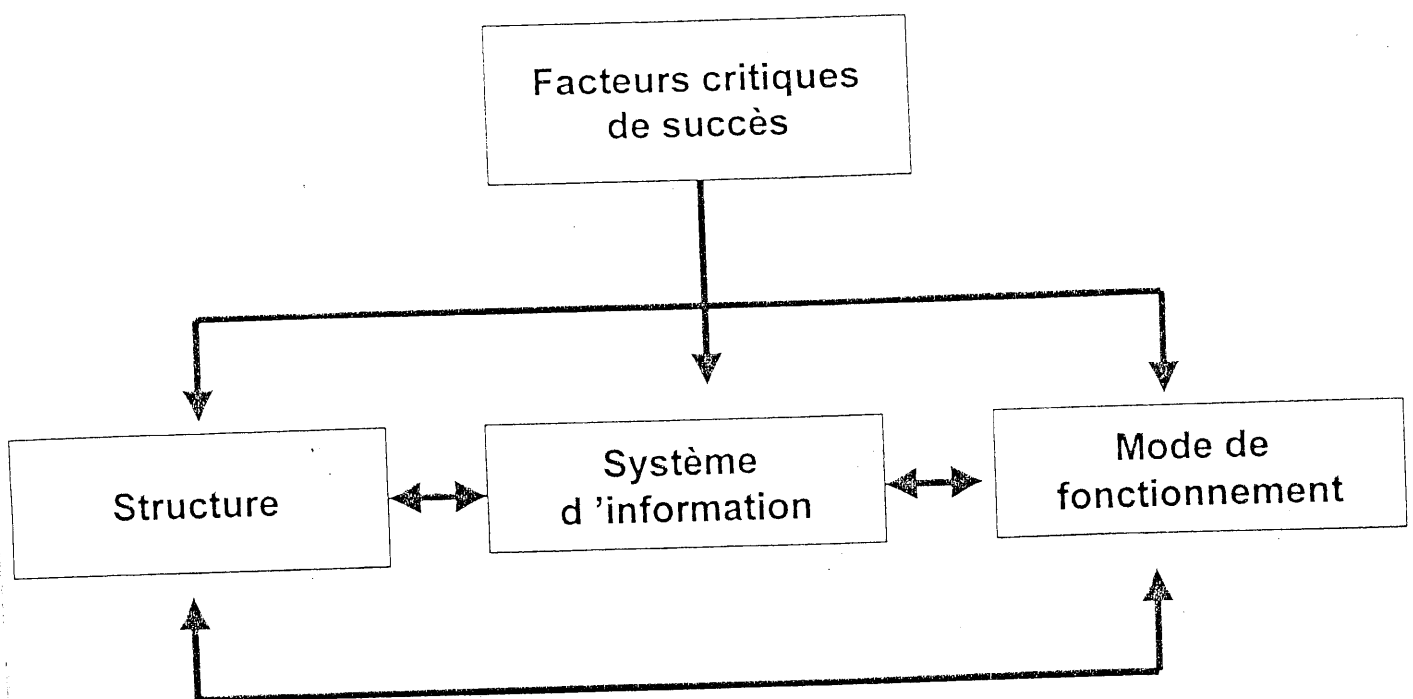 Facteurs critiques
de succès
Structure
Système
d 'information
Mode de
fonctionnement